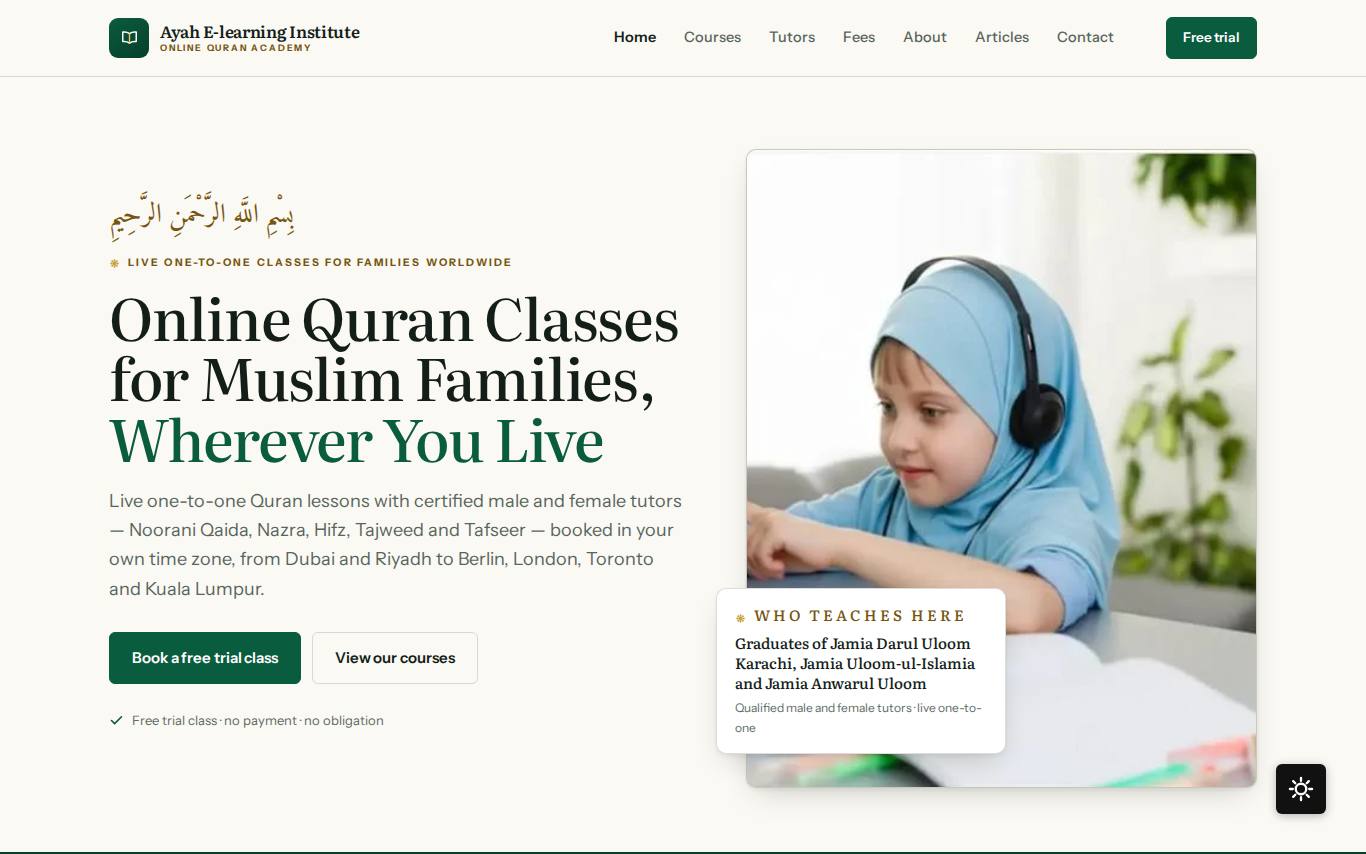 Ayah E-learning Institute
ONLINE QURAN ACADEMY
Home
Courses
Tutors
Fees
About
Articles
Contact
Free trial
بِسْمِ اللَّهِ الرَّحْمَنِ الرَّحِيمِ
LIVE ONE-TO-ONE CLASSES FOR FAMILIES WORLDWIDE
Online Quran Classes
for Muslim Families,
Wherever You Live
Live one-to-one Quran lessons with certified male and female tutors
— Noorani Qaida, Nazra, Hifz, Tajweed and Tafseer — booked in your
own time zone, from Dubai and Riyadh to Berlin, London, Toronto
and Kuala Lumpur.
Book a free trial class
View our courses
Free trial class · no payment · no obligation
WHO TEACHES HERE
Graduates of Jamia Darul Uloom
Karachi, Jamia Uloom-ul-Islamia
and Jamia Anwarul Uloom
Qualified male and female tutors · live one-to-
one